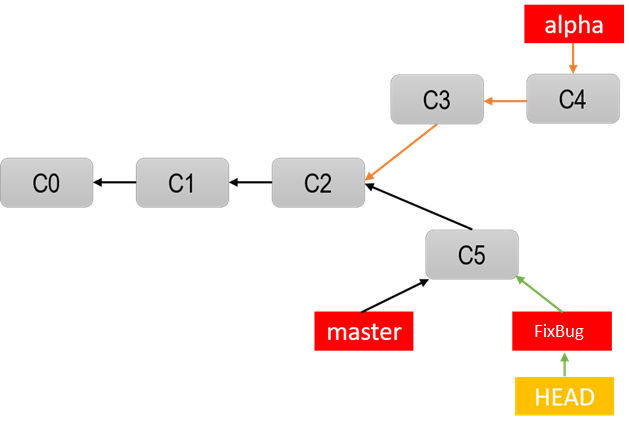 alpha
C3
C4
C0
C1
C2
C5
master
FixBug
HEAD